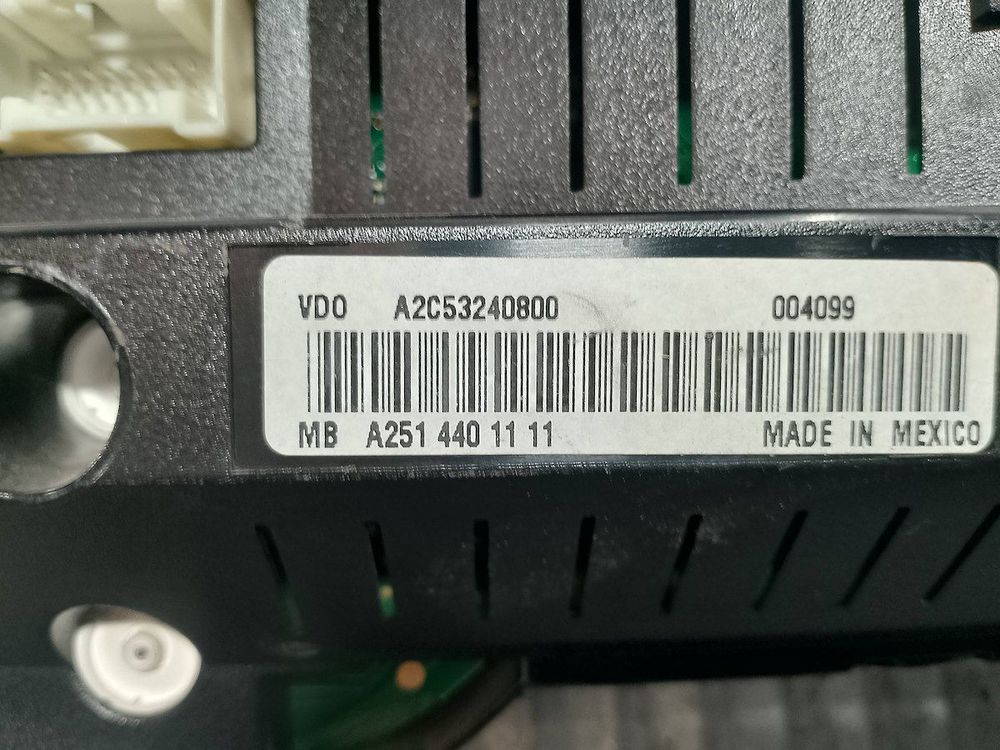 VDO A2C53240800 004099
MB A251 440 11 11 MADE IN MEXICO